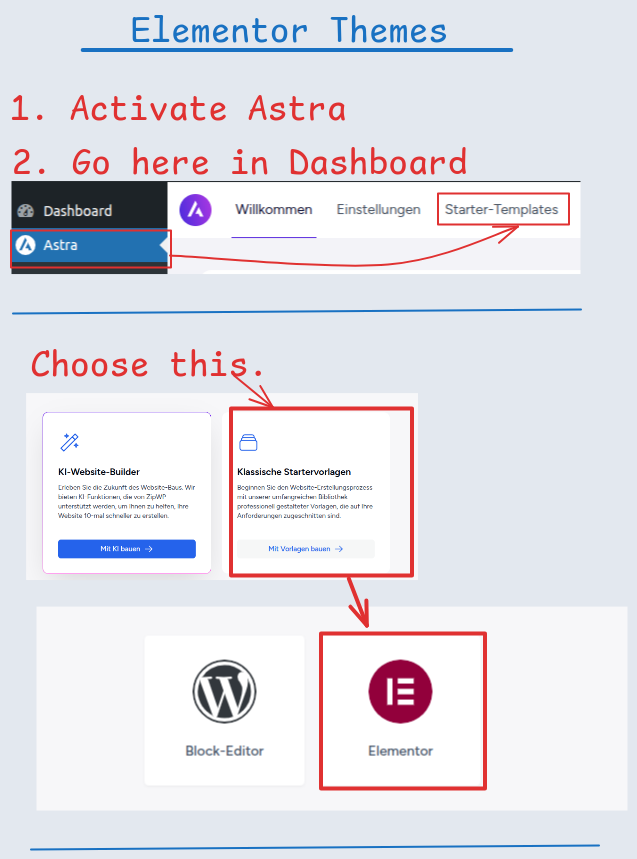 Elementor Themes
1. Activate Astra
2. Go here in Dashboard
Dashboard
Astra
Willkommen Einstellungen Starter-Templates
Choose this.
KI-Website-Builder
Erleben Sie die Zukunft des Website-Baus. Wir
bieten KI-Funktionen, die von ZipWP
unterstützt werden, um Ihnen zu helfen, Ihre
Website 10-mal schneller zu erstellen.
Mit KI bauen
Klassische Startervorlagen
Beginnen Sie den Website-Erstellungsprozess
mit unserer umfangreichen Bibliothek
professionell gestalteter Vorlagen, die auf Ihre
Anforderungen zugeschnitten sind.
Mit Vorlagen bauen
Block-Editor
Elementor